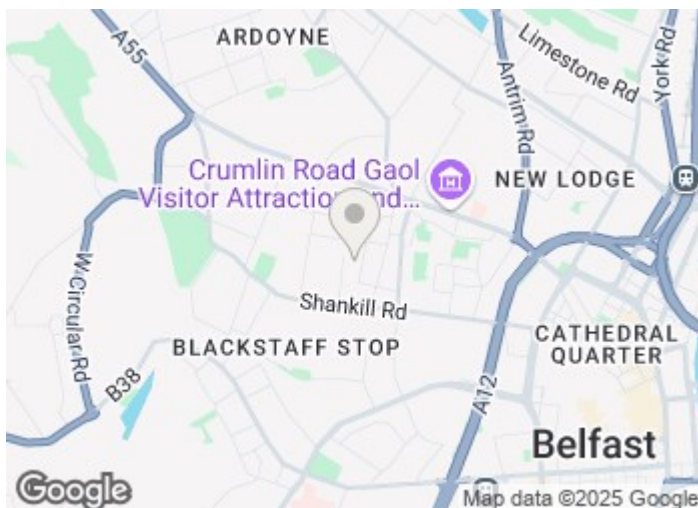 A55
ARDOYNE
Limestone Rd
York Rd
Antrim Rd
Crumlin Road Gaol
Visitor Attraction and...
NEW LODGE
W Circular Rd
Shankill Rd
BLACKSTAFF STOP
CATHEDRAL
QUARTER
B38
A12
Belfast
Google
Map data ©2025 Google